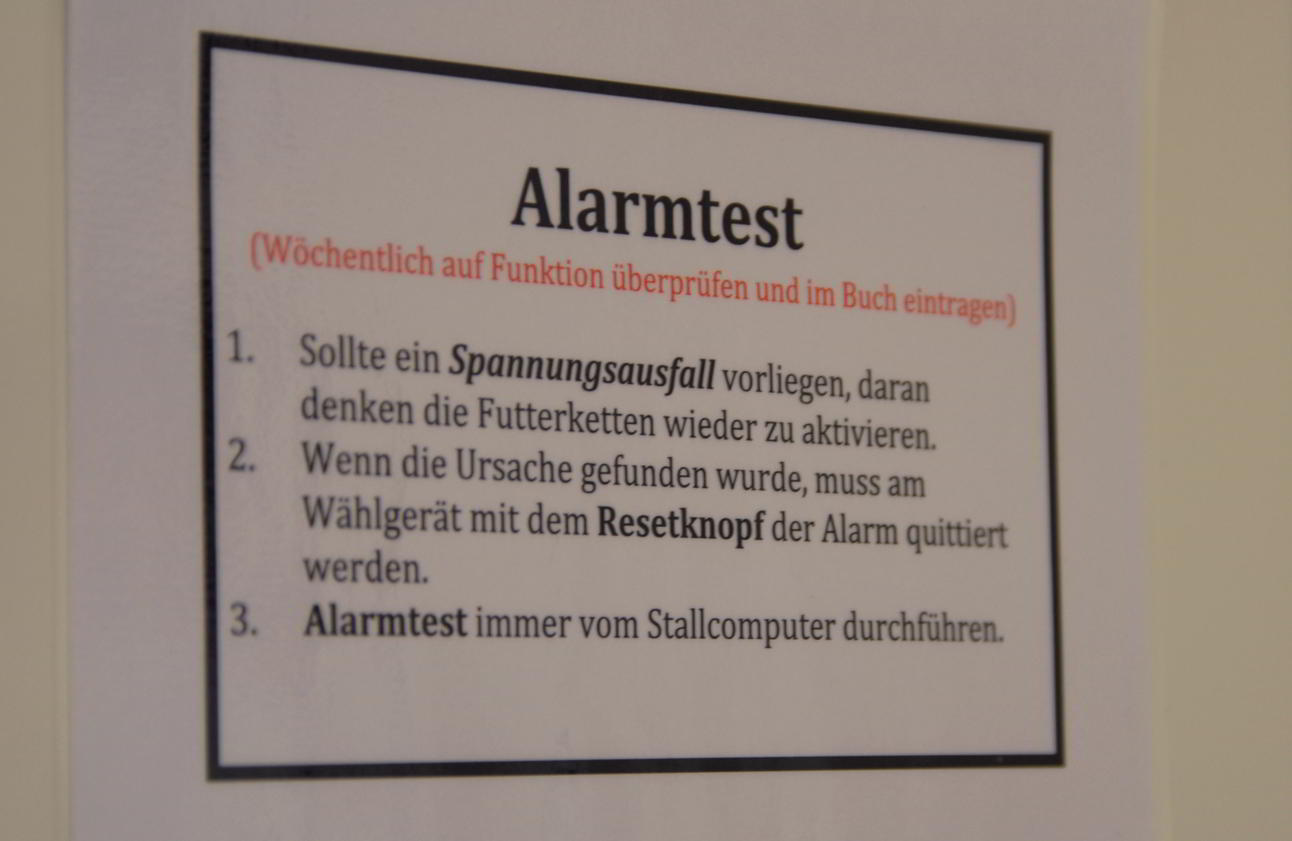 Alarmtest
(Wöchentlich auf Funktion überprüfen und im Buch eintragen)
1. Sollte ein Spannungsausfall vorliegen, daran
denken die Futterketten wieder zu aktivieren.
2. Wenn die Ursache gefunden wurde, muss am
Wählgerät mit dem Resetknopf der Alarm quittiert
werden.
3. Alarmtest immer vom Stallcomputer durchführen.